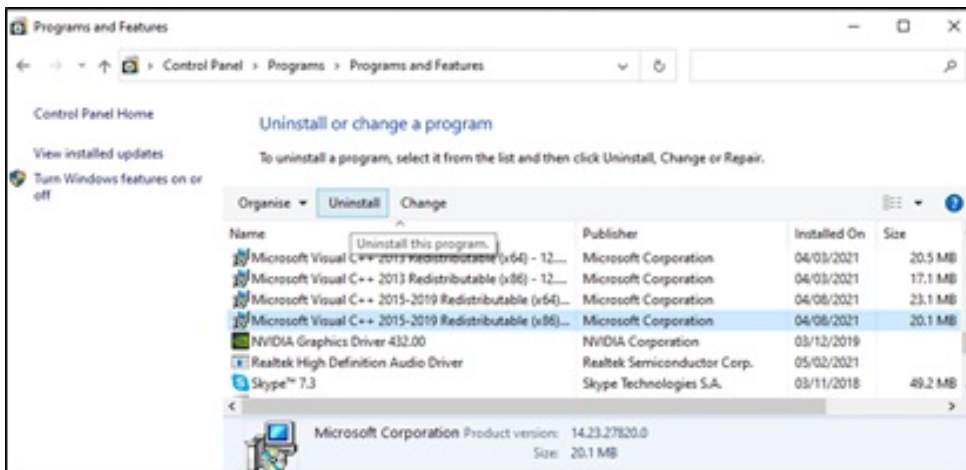 Programs and Features
Control Panel > Programs > Programs and Features
Control Panel Home
View installed updates
Turn Windows features on or
off
Uninstall or change a program
To uninstall a program, select it from the list and then click Uninstall, Change or Repair.
Organise Uninstall Change
Name Publisher Installed On Size
Uninstall this program.
Microsoft Visual C++ 2013 Redistributable (x64) - 12.... Microsoft Corporation 04/03/2021 20.5 MB
Microsoft Visual C++ 2013 Redistributable (x86) - 12.... Microsoft Corporation 04/03/2021 17.1 MB
Microsoft Visual C++ 2015-2019 Redistributable (x64)... Microsoft Corporation 04/08/2021 23.1 MB
Microsoft Visual C++ 2015-2019 Redistributable (x86)... Microsoft Corporation 04/08/2021 20.1 MB
NVIDIA Graphics Driver 432.00 NVIDIA Corporation 03/12/2019
Realtek High Definition Audio Driver Realtek Semiconductor Corp. 05/02/2021
Skype™ 7.3 Skype Technologies S.A. 03/11/2018 49.2 MB
Microsoft Corporation Product version: 14.23.27820.0
Size: 20.1 MB